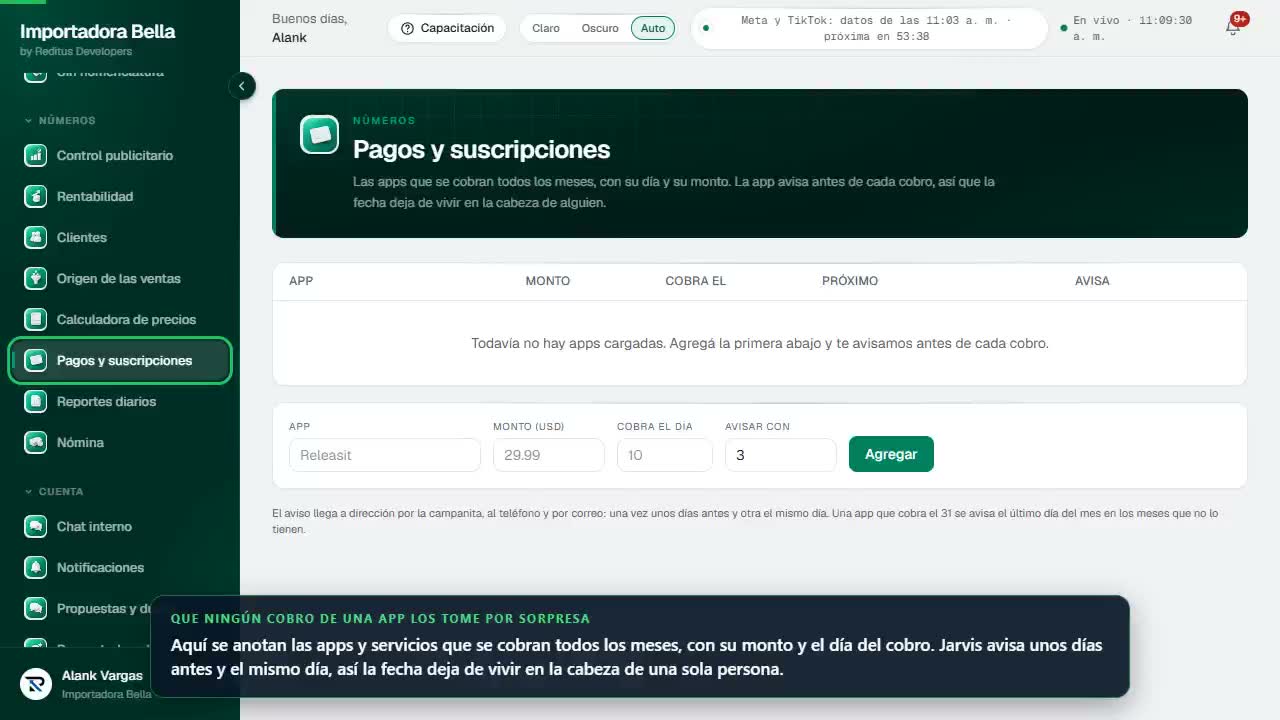 Importadora Bella
by Reditus Developers
Sin nomenclatura
NÚMEROS
Control publicitario
Rentabilidad
Clientes
Origen de las ventas
Calculadora de precios
Pagos y suscripciones
Reportes diarios
Nómina
CUENTA
Chat interno
Notificaciones
Propuestas y du
Alank Vargas
Importadora Bella
Buenos días,
Alank
Capacitación
Claro
Oscuro
Auto
Meta y TikTok: datos de las 11:03 a. m. ·
próxima en 53:38
En vivo · 11:09:30
a. m.
9+
NÚMEROS
Pagos y suscripciones
Las apps que se cobran todos los meses, con su día y su monto. La app avisa antes de cada cobro, así que la
fecha deja de vivir en la cabeza de alguien.
APP MONTO COBRA EL PRÓXIMO AVISA
Todavía no hay apps cargadas. Agregá la primera abajo y te avisamos antes de cada cobro.
APP MONTO (USD) COBRA EL DÍA AVISAR CON
Releasit 29.99 10 3 Agregar
El aviso llega a dirección por la campanita, al teléfono y por correo: una vez unos días antes y otra el mismo día. Una app que cobra el 31 se avisa el último día del mes en los meses que no lo
tienen.
QUE NINGÚN COBRO DE UNA APP LOS TOME POR SORPRESA
Aquí se anotan las apps y servicios que se cobran todos los meses, con su monto y el día del cobro. Jarvis avisa unos días
antes y el mismo día, así la fecha deja de vivir en la cabeza de una sola persona.